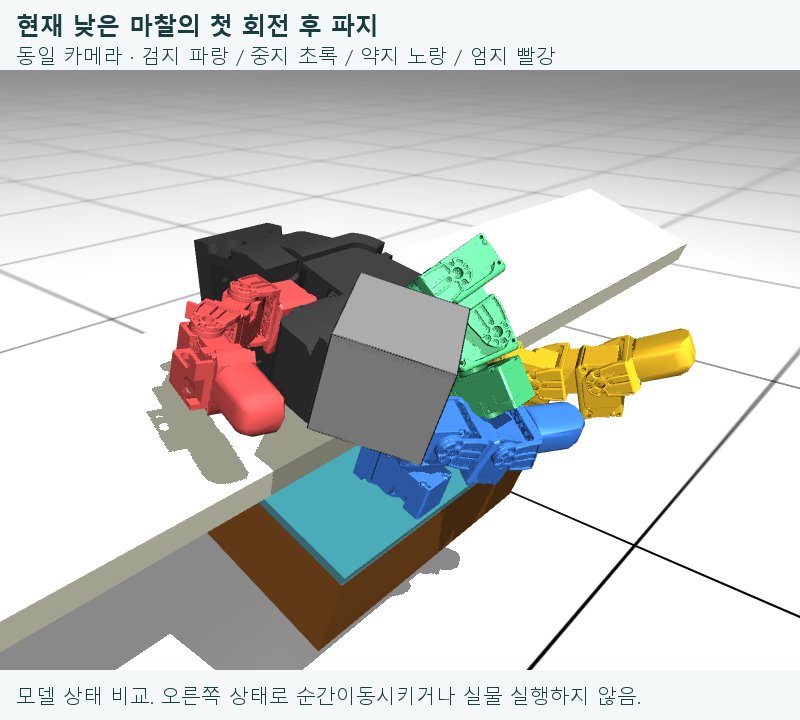 현재 낮은 마찰의 첫 회전 후 파지
동일 카메라 · 검지 파랑 / 중지 초록 / 약지 노랑 / 엄지 빨강
모델 상태 비교. 오른쪽 상태로 순간이동시키거나 실물 실행하지 않음.